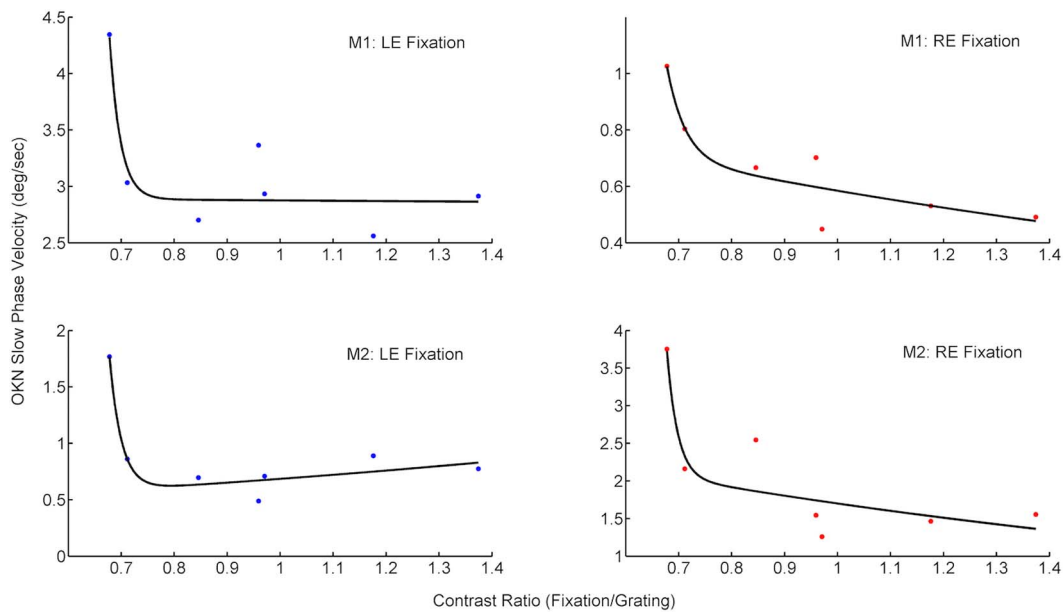 M1: LE Fixation
4.5
4
3.5
3
2.5
0.7 0.8 0.9 1 1.1 1.2 1.3 1.4
M1: RE Fixation
1
0.8
0.6
0.4
0.7 0.8 0.9 1 1.1 1.2 1.3 1.4
OKN Slow Phase Velocity (deg/sec)
M2: LE Fixation
2
1.5
1
0.5
0
0.7 0.8 0.9 1 1.1 1.2 1.3 1.4
M2: RE Fixation
4
3.5
3
2.5
2
1.5
1
0.7 0.8 0.9 1 1.1 1.2 1.3 1.4
Contrast Ratio (Fixation/Grating)